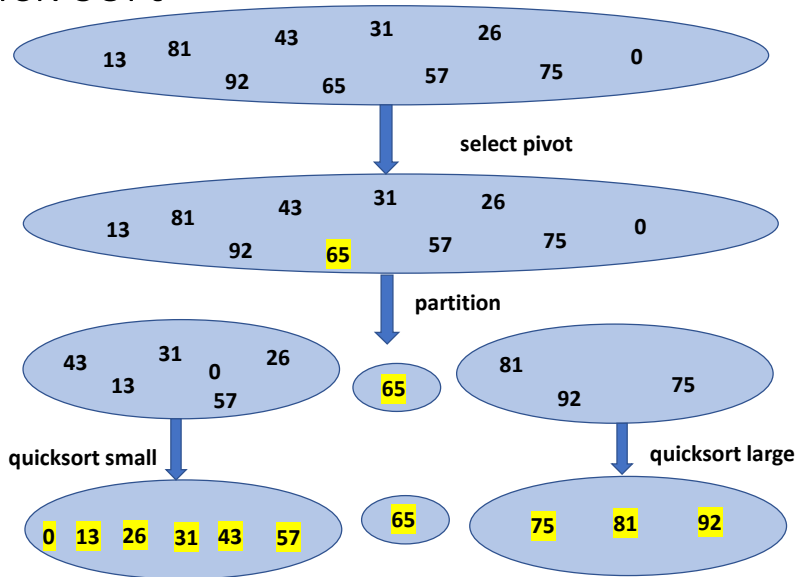 13 81 43 31 26 0
92 65 57 75
select pivot
13 81 43 31 26 0
92 65 57 75
partition
43 31 0 26
13 57
65
81
92 75
quicksort small
quicksort large
0 13 26 31 43 57
65
75 81 92